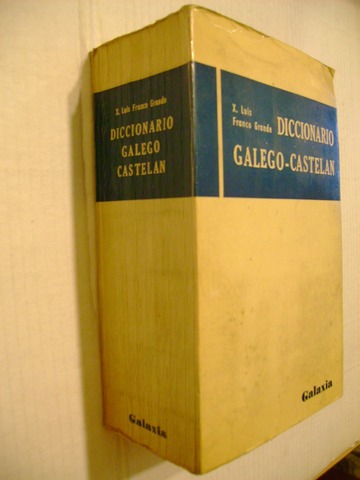 X. Luis Franco Grande
DICCIONARIO
GALEGO
CASTELAN
Galaxia
X. Luis
Franco Grande DICCIONARIO
GALEGO-CASTELAN
Galaxia